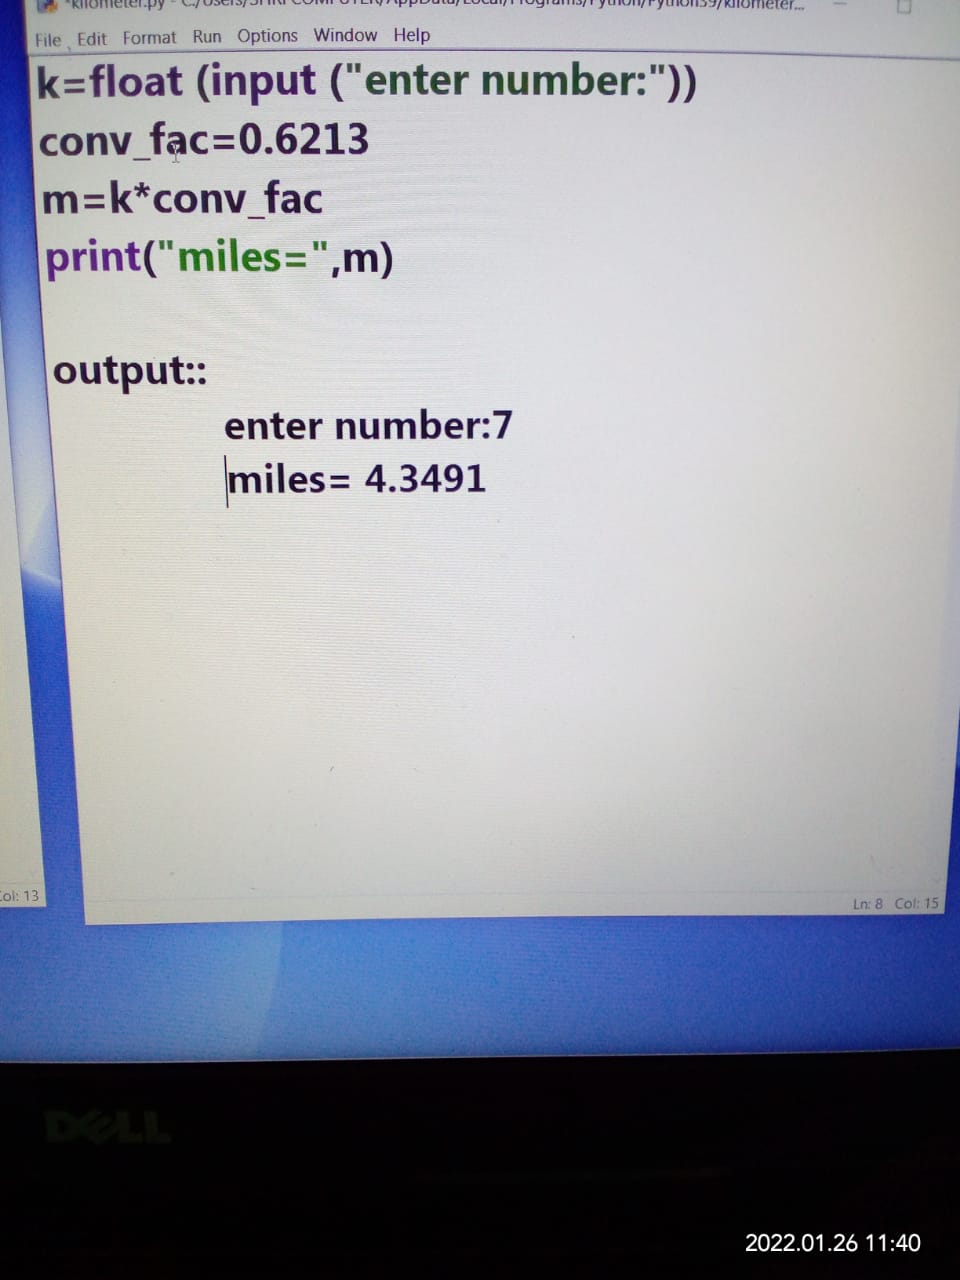 *kilometer.py - C:/Users/SHRI COMPUTER/AppData/Local/Programs/Python/Python39/kilometer...
File Edit Format Run Options Window Help
k=float (input ("enter number:"))
conv_fac=0.6213
m=k*conv_fac
print("miles=",m)
output::
enter number:7
miles= 4.3491
Col: 13
Ln: 8 Col: 15
DELL
2022.01.26 11:40